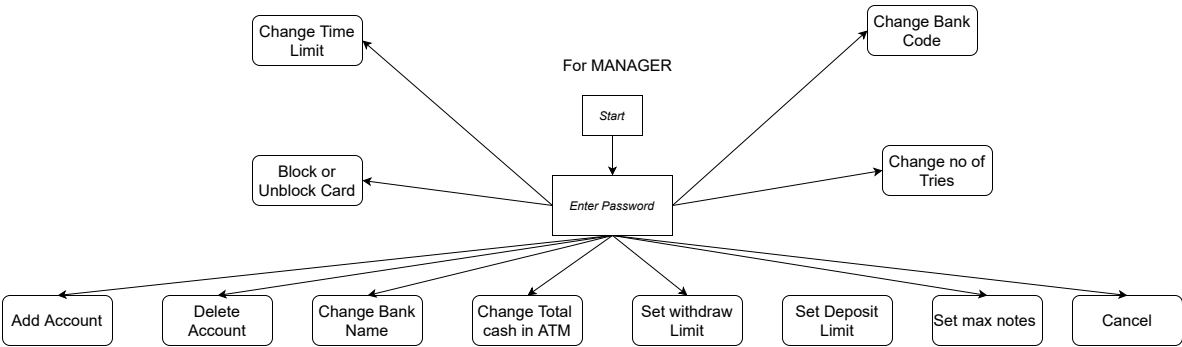 Change Time
Limit
Change Bank
Code
For MANAGER
Start
Block or
Unblock Card
Change no of
Tries
Enter Password
Add Account
Delete
Account
Change Bank
Name
Change Total
cash in ATM
Set withdraw
Limit
Set Deposit
Limit
Set max notes
Cancel